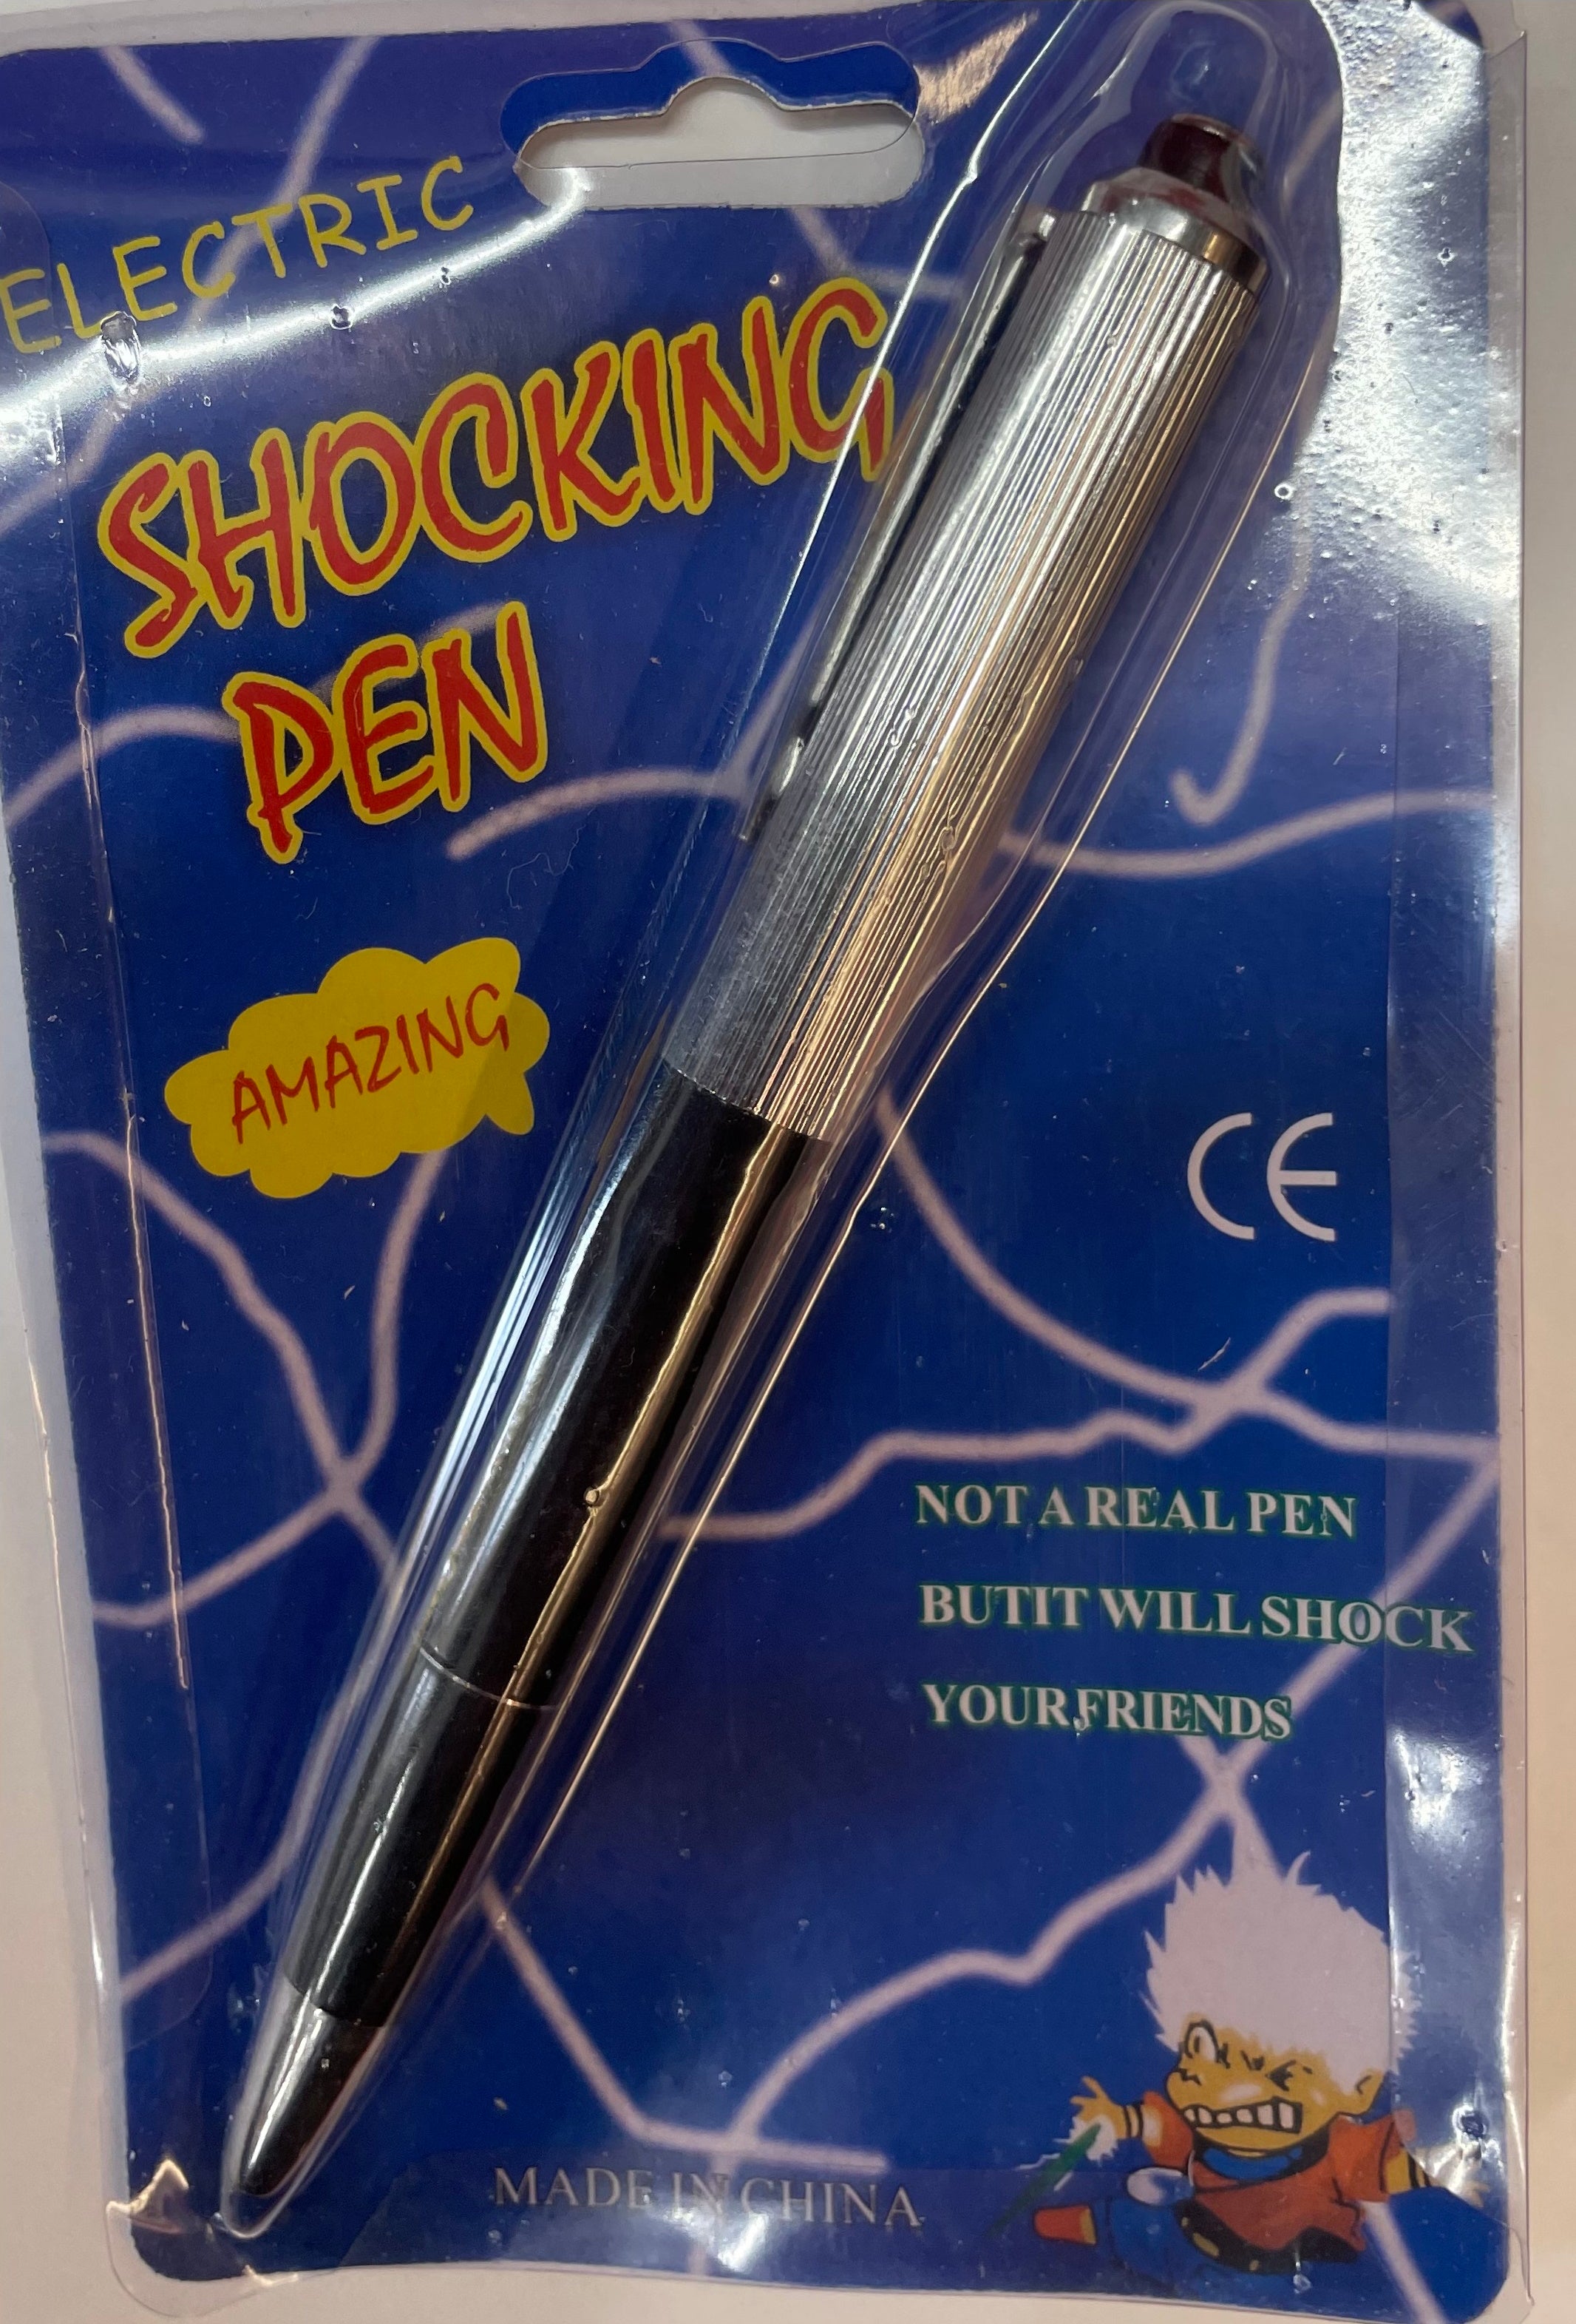 ELECTRIC
SHOCKING
PEN
AMAZING
CE
NOT A REAL PEN
BUTIT WILL SHOCK
YOUR FRIENDS
MADE IN CHINA